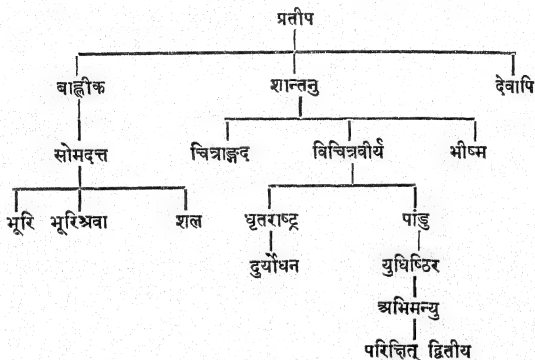 प्रतीप
बाह्लीक शान्तनु देवापि
सोमदत्त चित्राङ्गद विचित्रवीर्य भीष्म
भूरि भूरिश्रवा शल धृतराष्ट्र पांडु
दुर्योधन युधिष्ठिर
अभिमन्यु
परिक्षित् द्वितीय